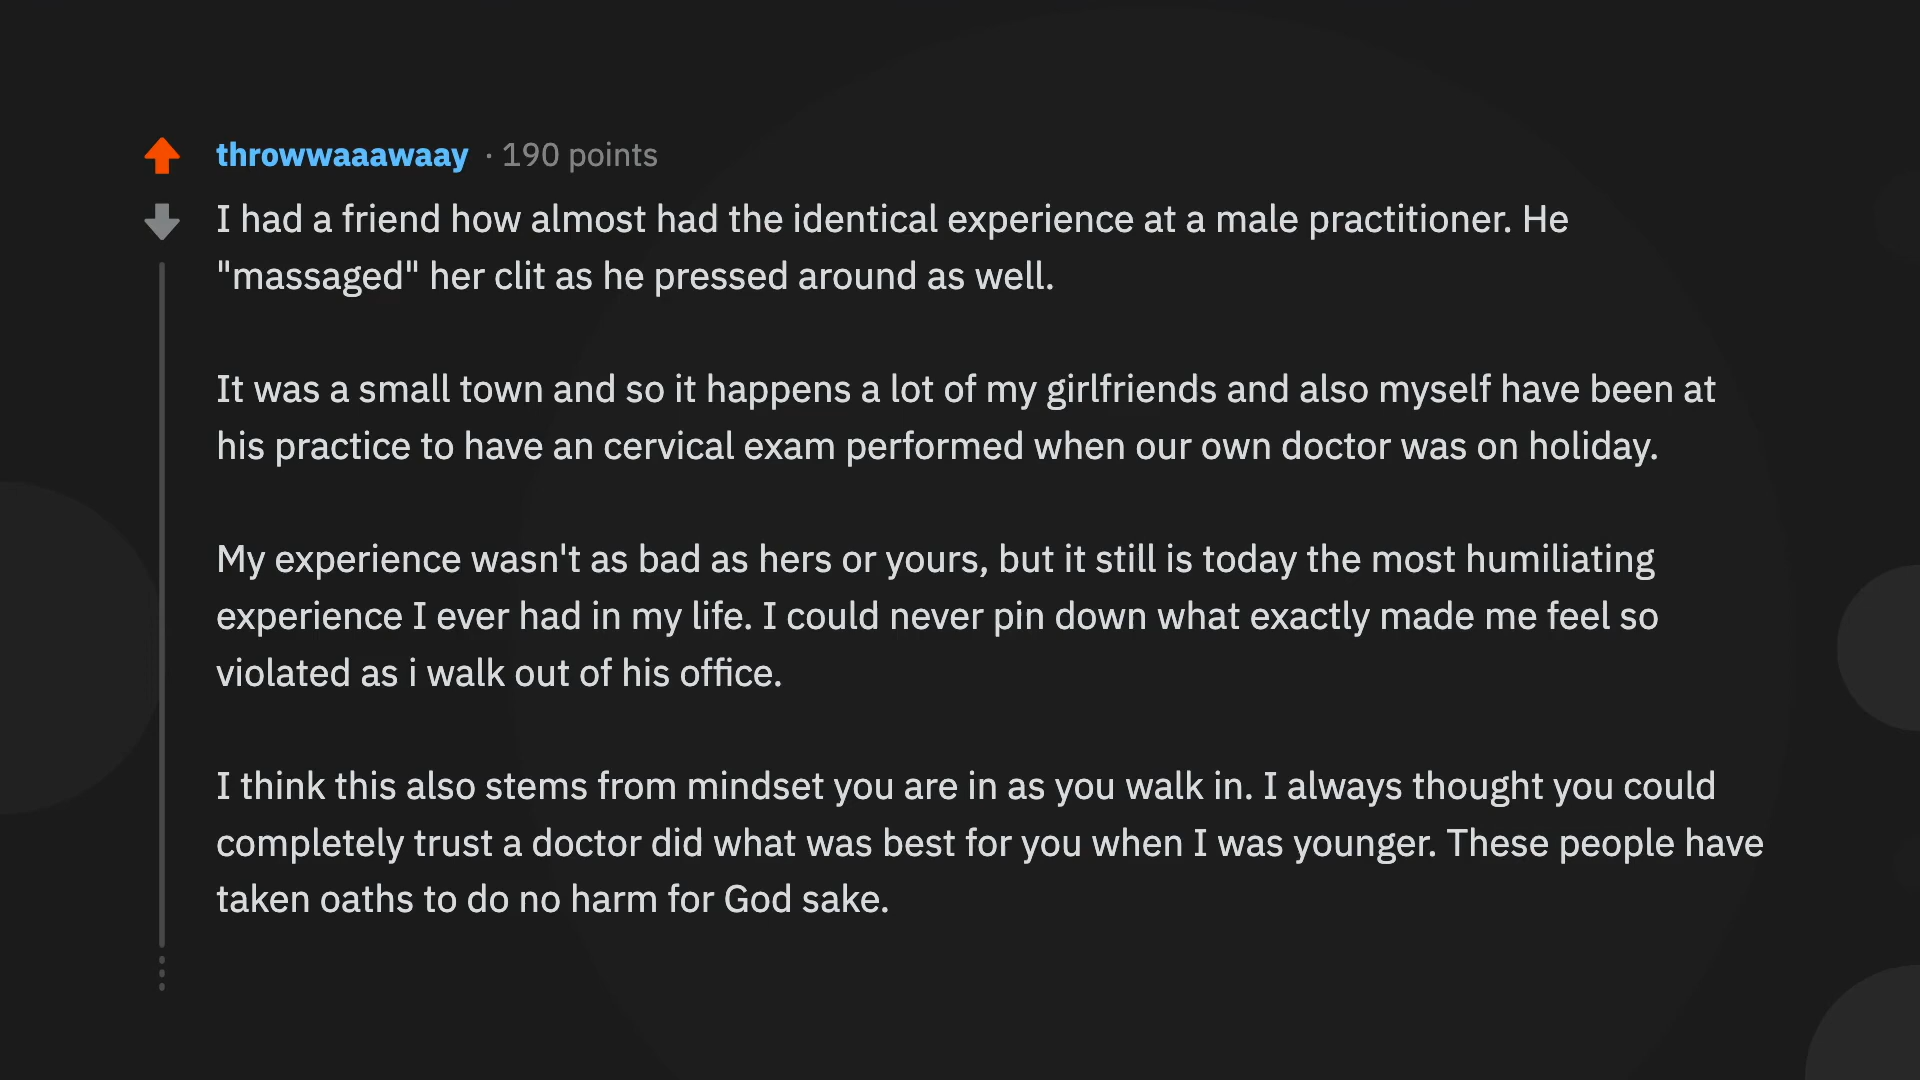 throwwaaawaay · 190 points
I had a friend how almost had the identical experience at a male practitioner. He
"massaged" her clit as he pressed around as well.
It was a small town and so it happens a lot of my girlfriends and also myself have been at
his practice to have an cervical exam performed when our own doctor was on holiday.
My experience wasn't as bad as hers or yours, but it still is today the most humiliating
experience I ever had in my life. I could never pin down what exactly made me feel so
violated as i walk out of his office.
I think this also stems from mindset you are in as you walk in. I always thought you could
completely trust a doctor did what was best for you when I was younger. These people have
taken oaths to do no harm for God sake.